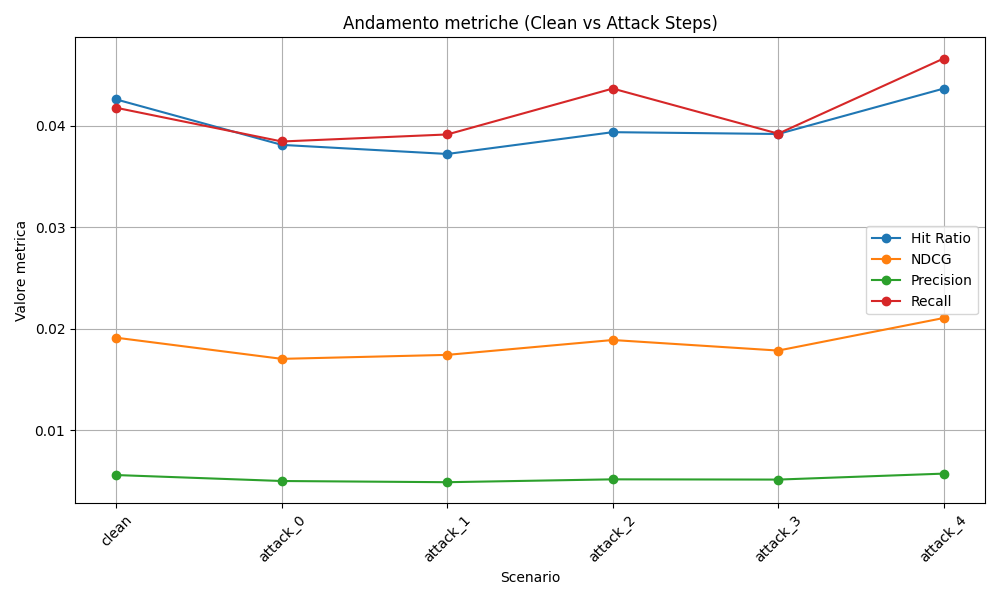 Andamento metriche (Clean vs Attack Steps)
Valore metrica
0.04
0.03
0.02
0.01
Hit Ratio
NDCG
Precision
Recall
clean
attack_0
attack_1
attack_2
attack_3
attack_4
Scenario